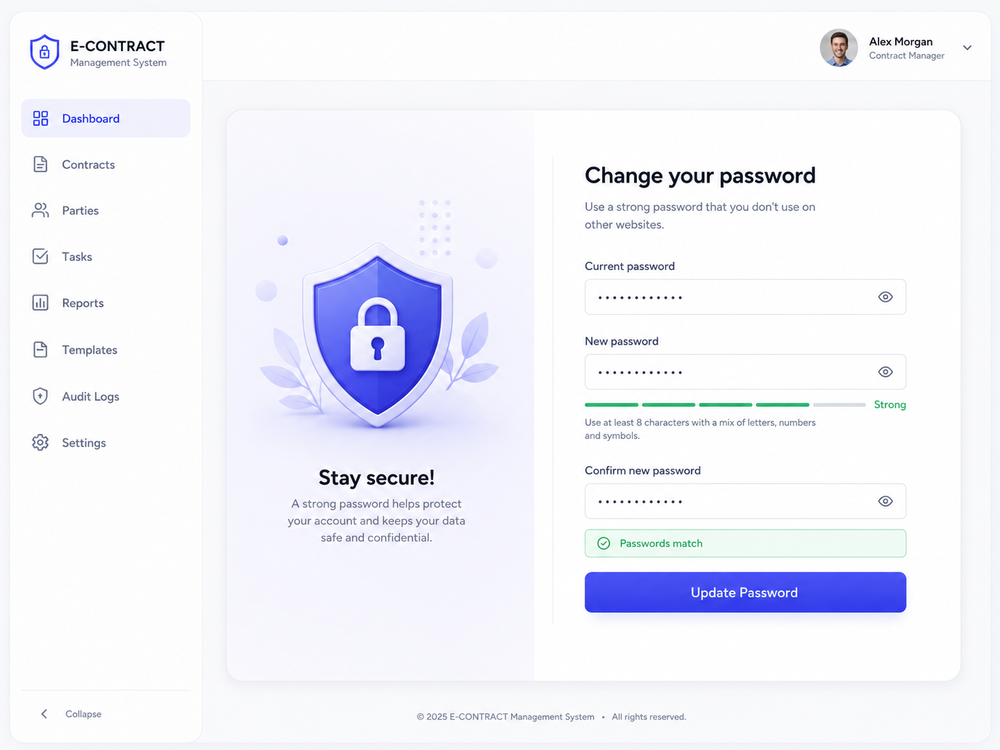 E-CONTRACT
Management System
Alex Morgan
Contract Manager
Dashboard
Contracts
Parties
Tasks
Reports
Templates
Audit Logs
Settings
Collapse
Stay secure!
A strong password helps protect
your account and keeps your data
safe and confidential.
Change your password
Use a strong password that you don't use on
other websites.
Current password
••••••••••••
New password
••••••••••••
Strong
Use at least 8 characters with a mix of letters, numbers
and symbols.
Confirm new password
••••••••••••
Passwords match
Update Password
© 2025 E-CONTRACT Management System • All rights reserved.